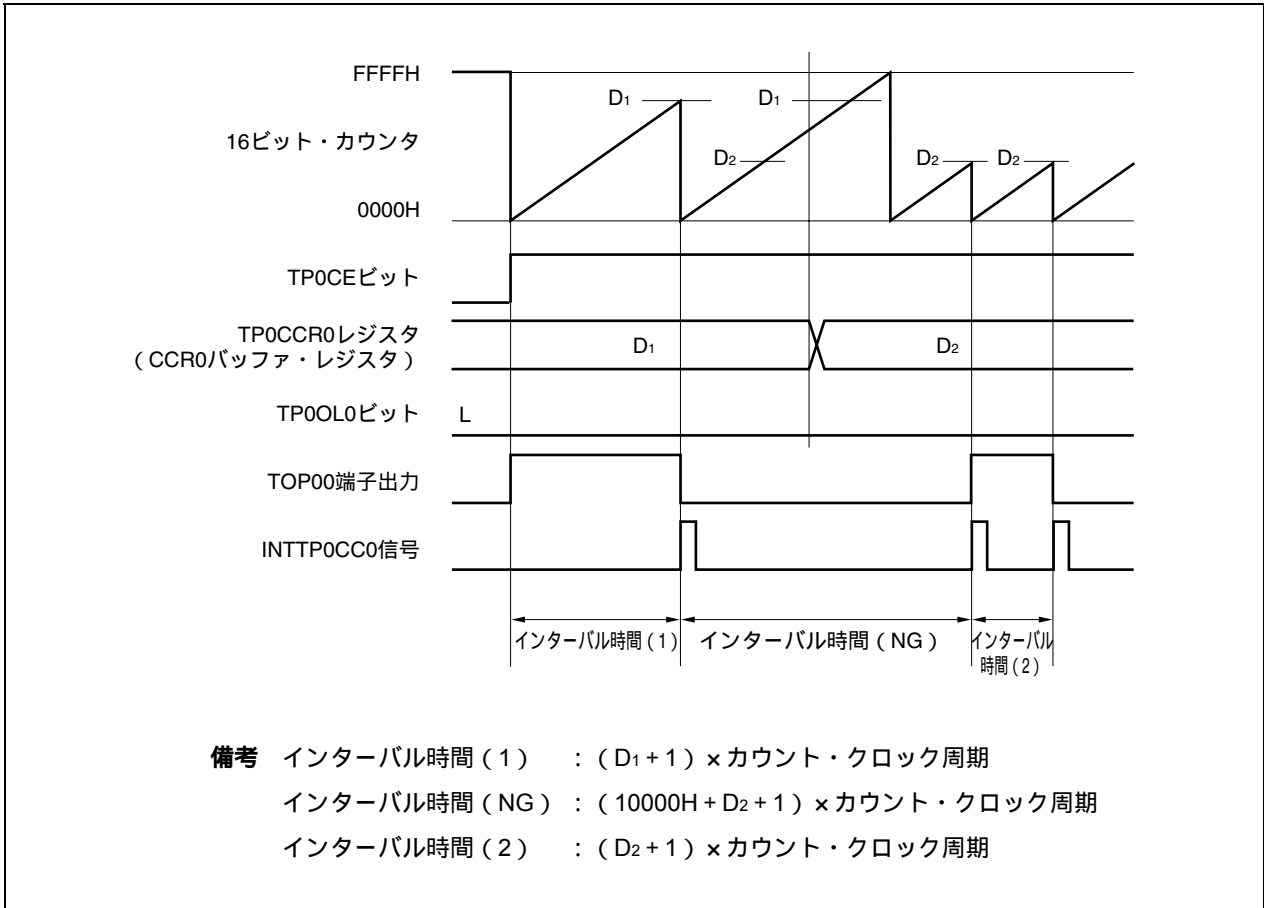 FFFFH
D1
D1
16ビット・カウンタ
D2
D2
D2
0000H
TP0CEビット
TP0CCR0レジスタ
（CCR0バッファ・レジスタ）
D1
D2
TP0OL0ビット
L
TOP00端子出力
INTTP0CC0信号
インターバル時間（1）
インターバル時間（NG）
インターバル
時間（2）
備考 インターバル時間（1） ：（D1＋1）×カウント・クロック周期
インターバル時間（NG）：（10000H＋D2＋1）×カウント・クロック周期
インターバル時間（2） ：（D2＋1）×カウント・クロック周期